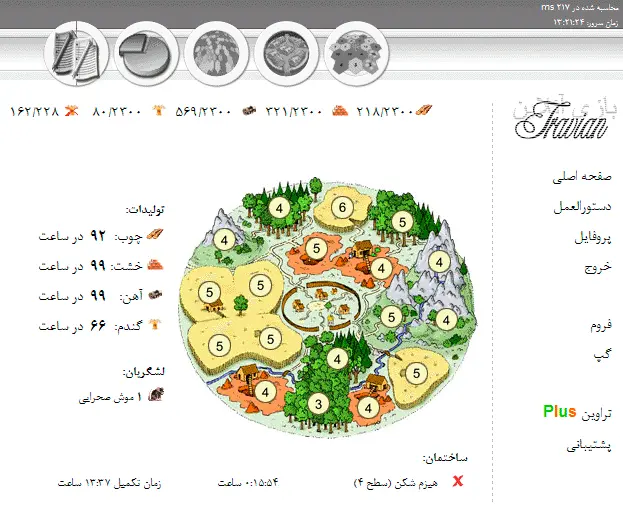 محاسبه شده در ۲۱۷ ms
زمان سرور: ۱۳:۲۱:۲۴
بازی آنلاین
Travian
۲۱۸/۲۳۰۰ ۳۲۱/۲۳۰۰ ۵۶۹/۲۳۰۰ ۸۰/۲۳۰۰ ۱۶۲/۲۲۸
صفحه اصلی
دستورالعمل
پروفایل
خروج
فروم
گپ
تراوین Plus
پشتیبانی
4
6
5
4
5
4
4
5
5
5
4
5
5
4
5
4
3
4
تولیدات:
چوب: ۹۲ در ساعت
خشت: ۹۹ در ساعت
آهن: ۹۹ در ساعت
گندم: ۶۶ در ساعت
لشگریان:
۱ موش صحرایی
ساختمان:
هیزم شکن (سطح ۴) ۰:۱۵:۵۴ ساعت زمان تکمیل ۱۳:۳۷ ساعت